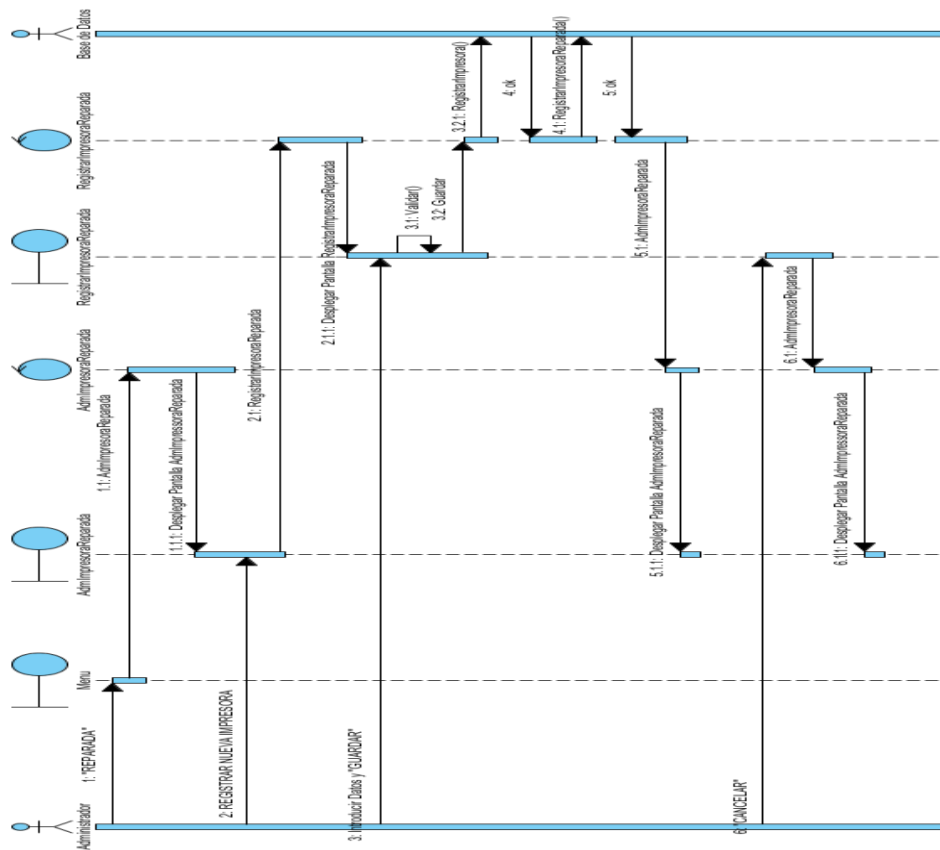 Administrador
Menu
AdmImpresoraReparada
AdmImpresoraReparada
RegistrarImpresoraReparada
RegistrarImpresoraReparada
Base de Datos
1: "REPARADA"
1.1: AdmImpresoraReparada
1.1.1: Desplegar Pantalla AdmImpressoraReparada
2: REGISTRAR NUEVA IMPRESORA
2.1: RegistrarImpresoraReparada
2.1.1: Desplegar Pantalla RegistrarImpresoraReparada
3: Introducir Datos y "GUARDAR"
3.1: Validar()
3.2: Guardar
3.2.1: RegistrarImpresora()
4: ok
4.1: RegistrarImpresoraReparada()
5: ok
5.1: AdmImpresoraReparada
5.1.1: Desplegar Pantalla AdmImpressoraReparada
6: "CANCELAR"
6.1: AdmImpresoraReparada
6.1.1: Desplegar Pantalla AdmImpressoraReparada